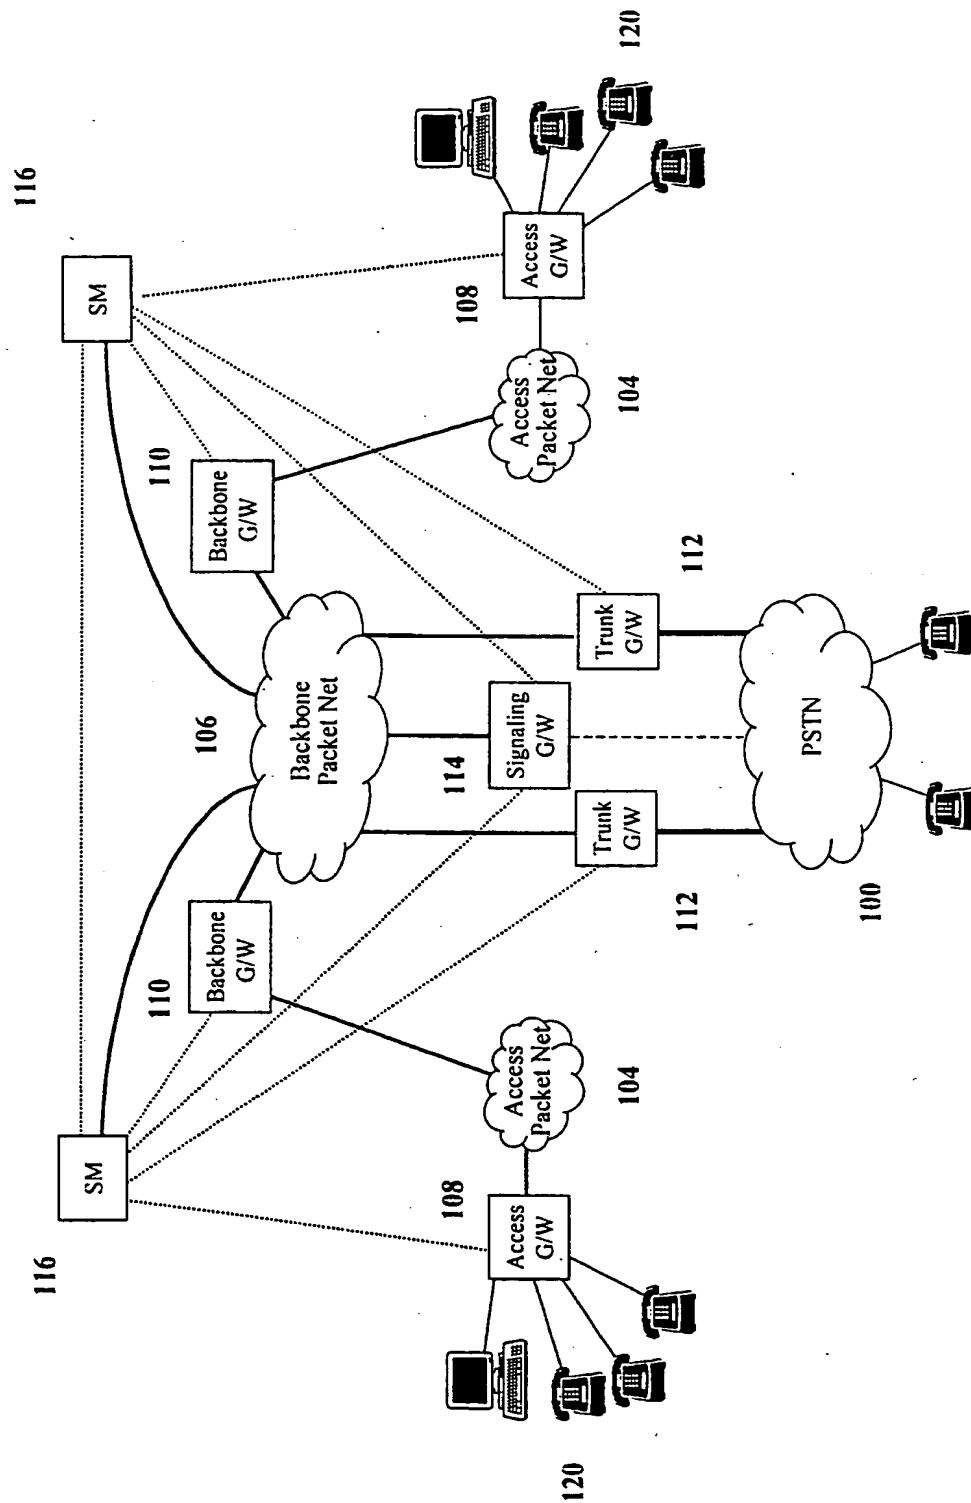 116
SM
116
SM
110
Backbone
G/W
106
Backbone
Packet Net
110
Backbone
G/W
108
Access
G/W
Access
Packet Net
104
114
Signaling
G/W
Access
Packet Net
104
108
Access
G/W
120
120
Trunk
G/W
112
Trunk
G/W
112
PSTN
100